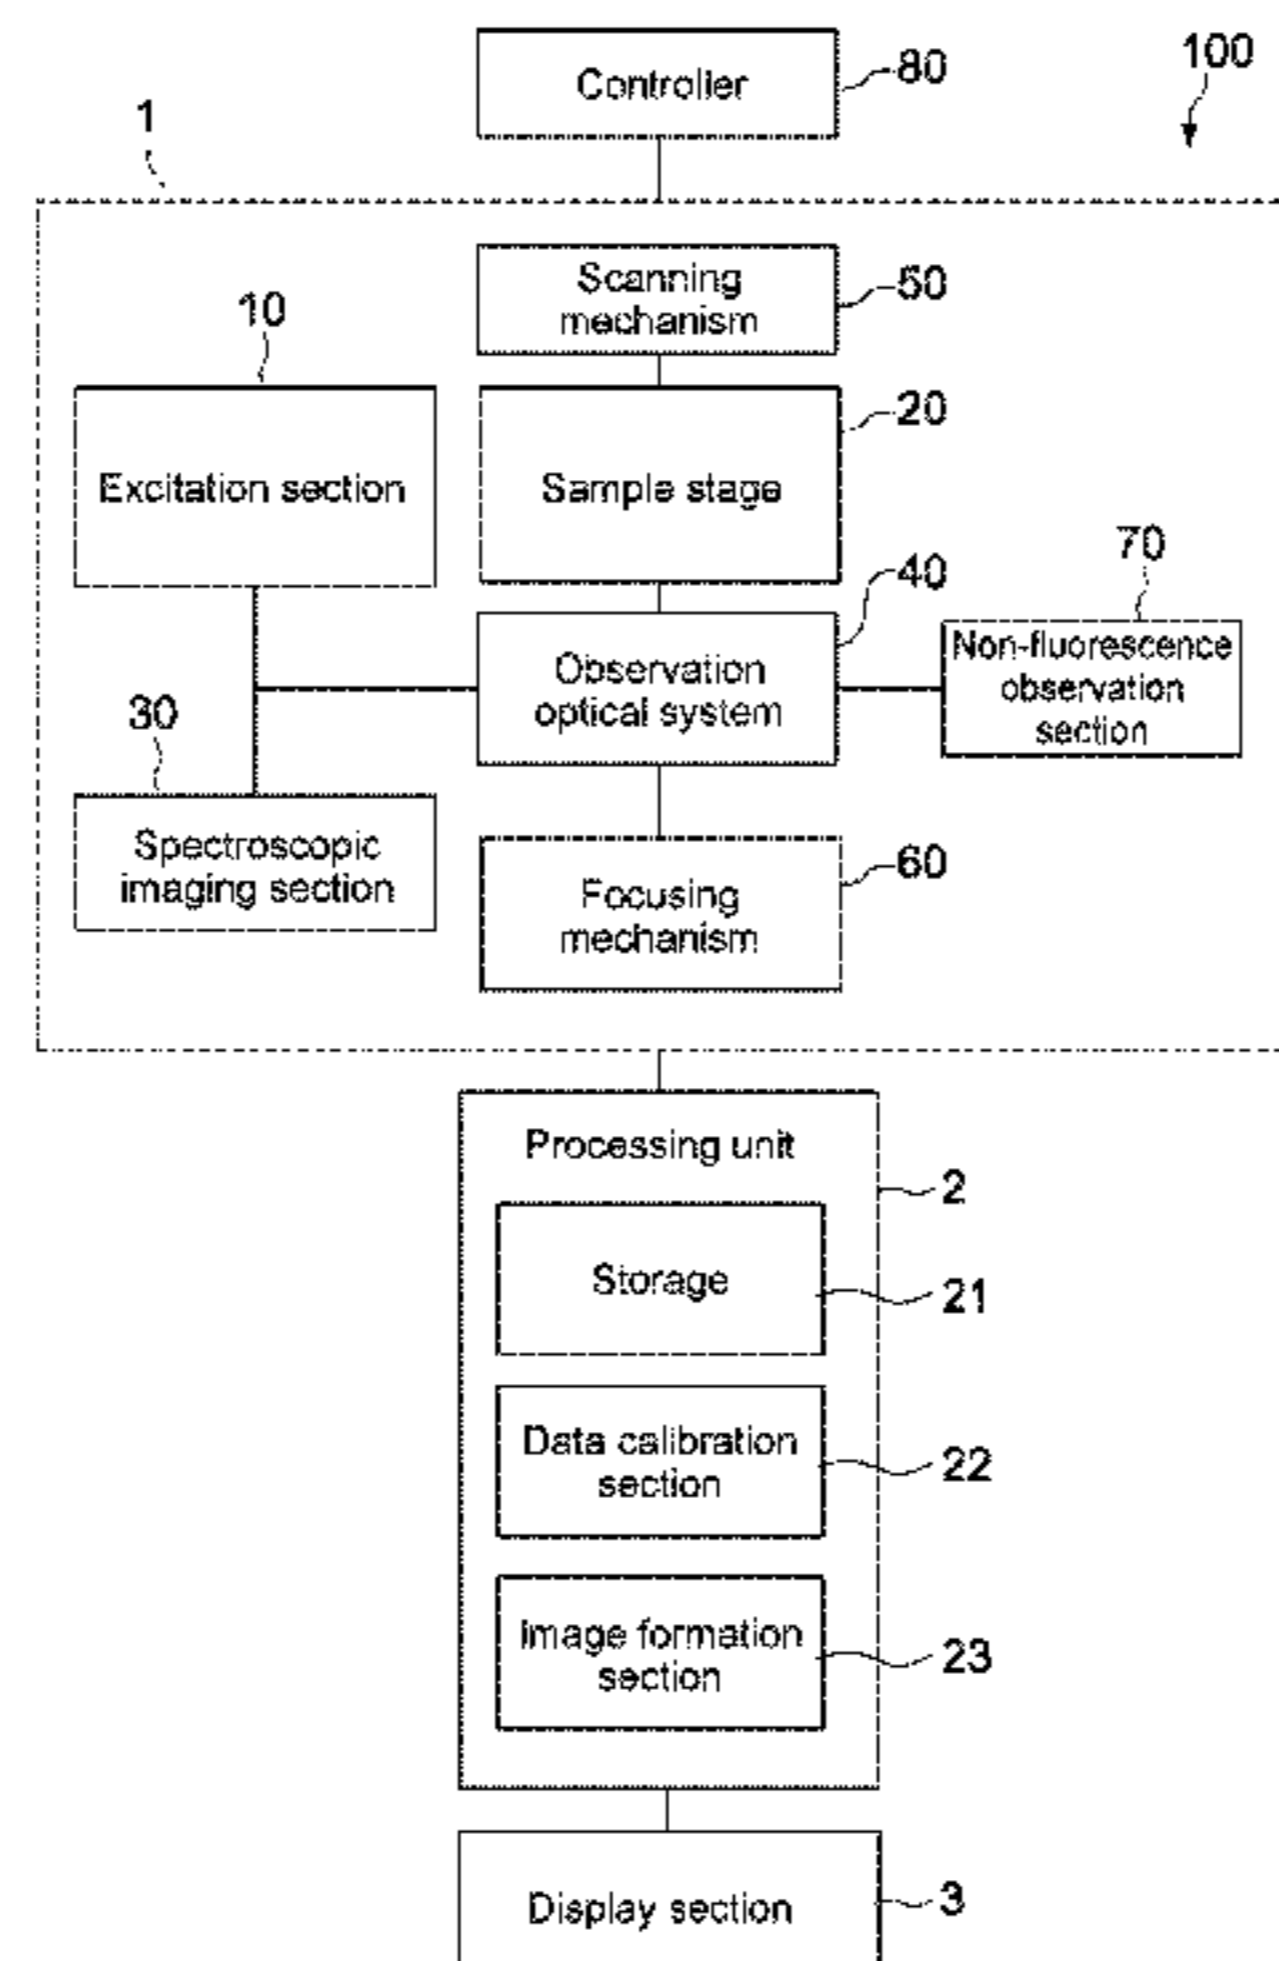 Controller
80
100
1
Scanning
mechanism
50
10
Excitation section
Sample stage
20
40
70
Observation
optical system
Non-fluorescence
observation
section
30
Spectroscopic
imaging section
Focusing
mechanism
60
Processing unit
2
Storage
21
Data calibration
section
22
Image formation
section
23
Display section
3